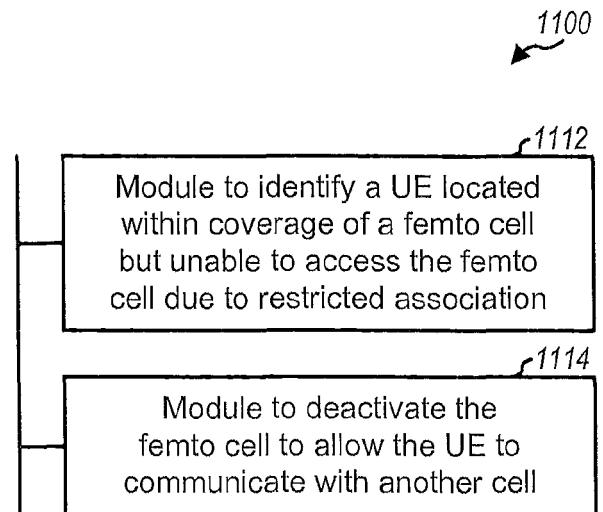 1100
1112
Module to identify a UE located
within coverage of a femto cell
but unable to access the femto
cell due to restricted association
1114
Module to deactivate the
femto cell to allow the UE to
communicate with another cell